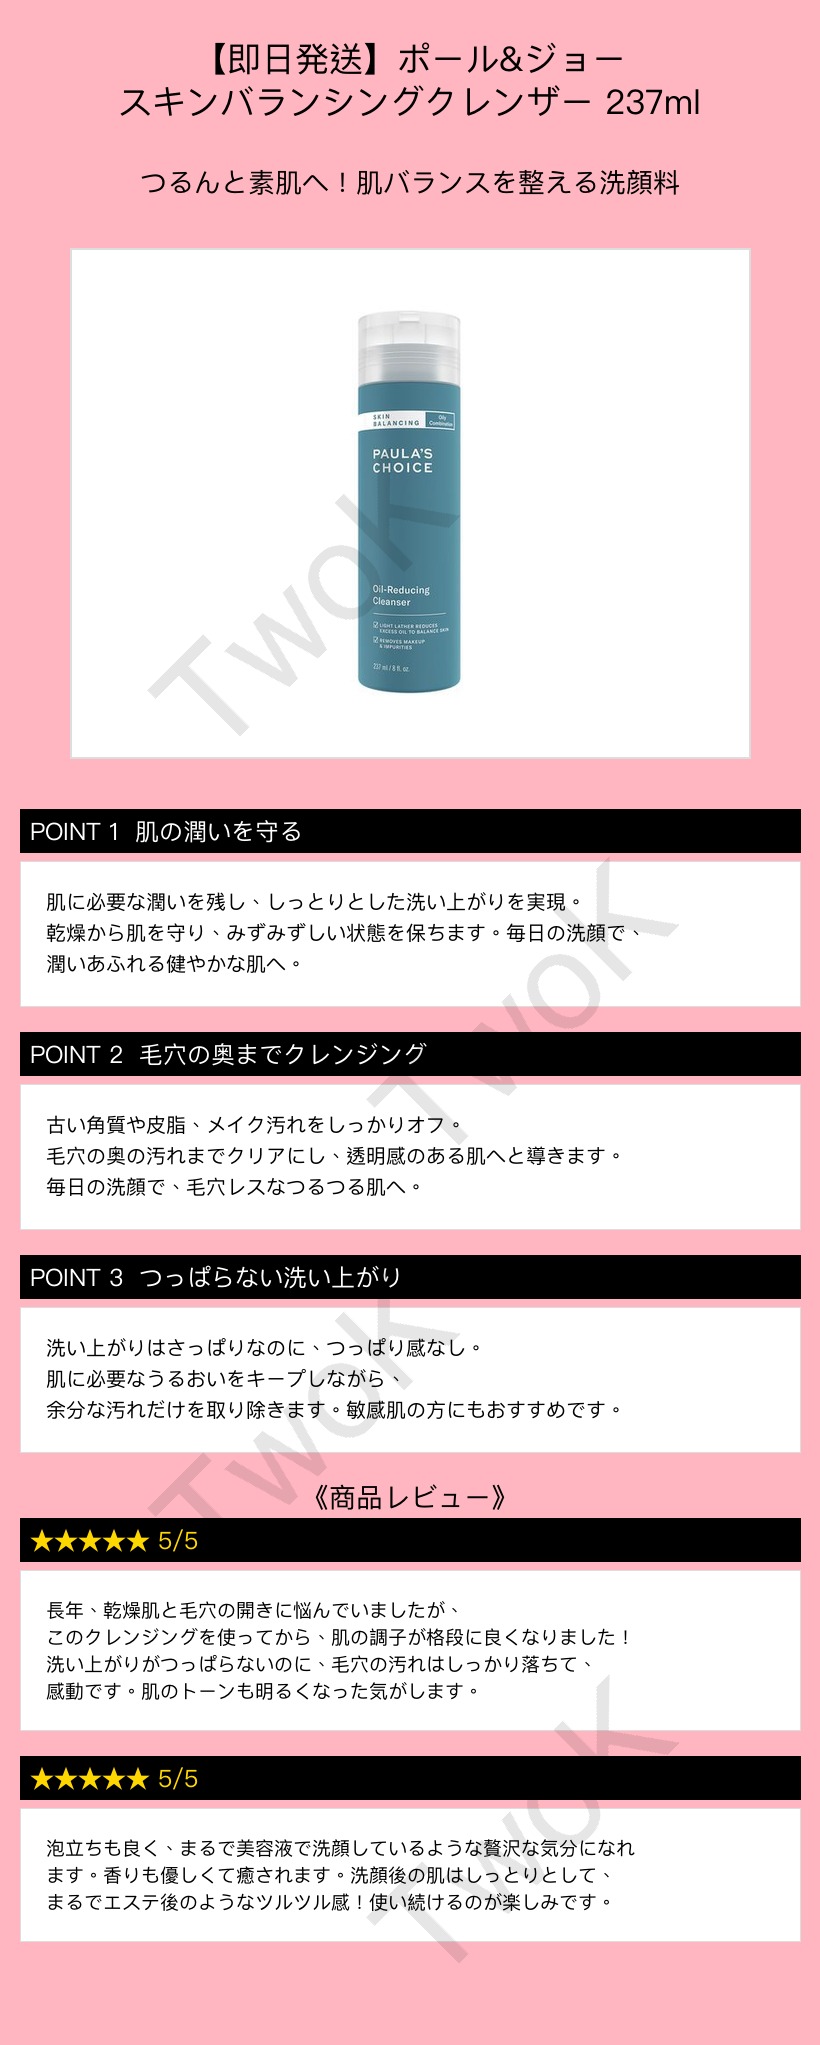 【即日発送】ポール&ジョー
スキンバランシングクレンザー 237ml
つるんと素肌へ！肌バランスを整える洗顔料
SKIN
BALANCING
Oily
Combination
PAULA'S
CHOICE
Oil-Reducing
Cleanser
LIGHT LATHER REDUCES
EXCESS OIL TO BALANCE SKIN
REMOVES MAKEUP
& IMPURITIES
237 ml / 8 fl. oz.
TwoK
POINT 1 肌の潤いを守る
肌に必要な潤いを残し、しっとりとした洗い上がりを実現。
乾燥から肌を守り、みずみずしい状態を保ちます。毎日の洗顔で、
潤いあふれる健やかな肌へ。
TwoK
POINT 2 毛穴の奥までクレンジング
古い角質や皮脂、メイク汚れをしっかりオフ。
毛穴の奥の汚れまでクリアにし、透明感のある肌へと導きます。
毎日の洗顔で、毛穴レスなつるつる肌へ。
POINT 3 つっぱらない洗い上がり
洗い上がりはさっぱりなのに、つっぱり感なし。
肌に必要なうるおいをキープしながら、
余分な汚れだけを取り除きます。敏感肌の方にもおすすめです。
TwoK
《商品レビュー》
★★★★★ 5/5
長年、乾燥肌と毛穴の開きに悩んでいましたが、
このクレンジングを使ってから、肌の調子が格段に良くなりました！
洗い上がりがつっぱらないのに、毛穴の汚れはしっかり落ちて、
感動です。肌のトーンも明るくなった気がします。
★★★★★ 5/5
泡立ちも良く、まるで美容液で洗顔しているような贅沢な気分になれ
ます。香りも優しくて癒されます。洗顔後の肌はしっとりとして、
まるでエステ後のようなツルツル感！使い続けるのが楽しみです。
TwoK